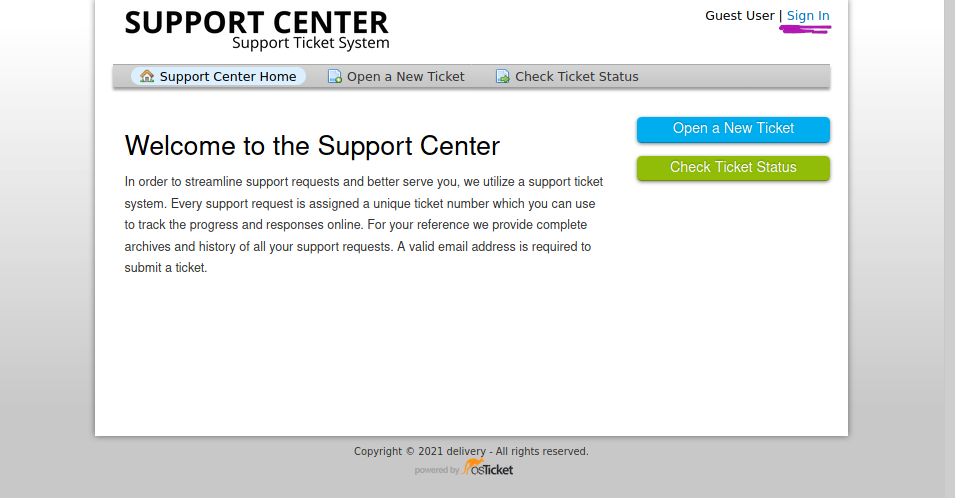 SUPPORT CENTER
Support Ticket System
Guest User | Sign In
Support Center Home Open a New Ticket Check Ticket Status
Welcome to the Support Center
In order to streamline support requests and better serve you, we utilize a support ticket
system. Every support request is assigned a unique ticket number which you can use
to track the progress and responses online. For your reference we provide complete
archives and history of all your support requests. A valid email address is required to
submit a ticket.
Open a New Ticket
Check Ticket Status
Copyright © 2021 delivery - All rights reserved.
powered by osTicket